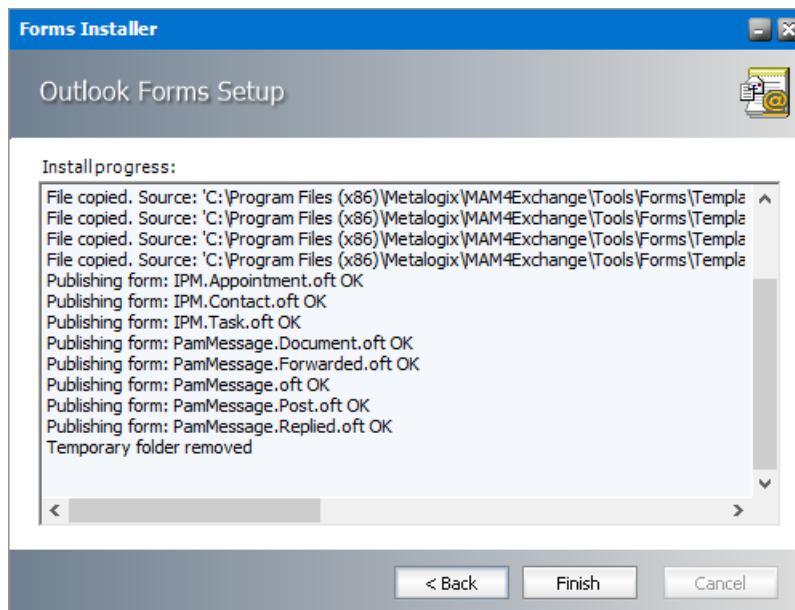 Forms Installer
Outlook Forms Setup
Install progress:
File copied. Source: 'C:\Program Files (x86)\Metalogix\MAM4Exchange\Tools\Forms\Templa
File copied. Source: 'C:\Program Files (x86)\Metalogix\MAM4Exchange\Tools\Forms\Templa
File copied. Source: 'C:\Program Files (x86)\Metalogix\MAM4Exchange\Tools\Forms\Templa
File copied. Source: 'C:\Program Files (x86)\Metalogix\MAM4Exchange\Tools\Forms\Templa
Publishing form: IPM.Appointment.oft OK
Publishing form: IPM.Contact.oft OK
Publishing form: IPM.Task.oft OK
Publishing form: PamMessage.Document.oft OK
Publishing form: PamMessage.Forwarded.oft OK
Publishing form: PamMessage.oft OK
Publishing form: PamMessage.Post.oft OK
Publishing form: PamMessage.Replied.oft OK
Temporary folder removed
< Back Finish Cancel